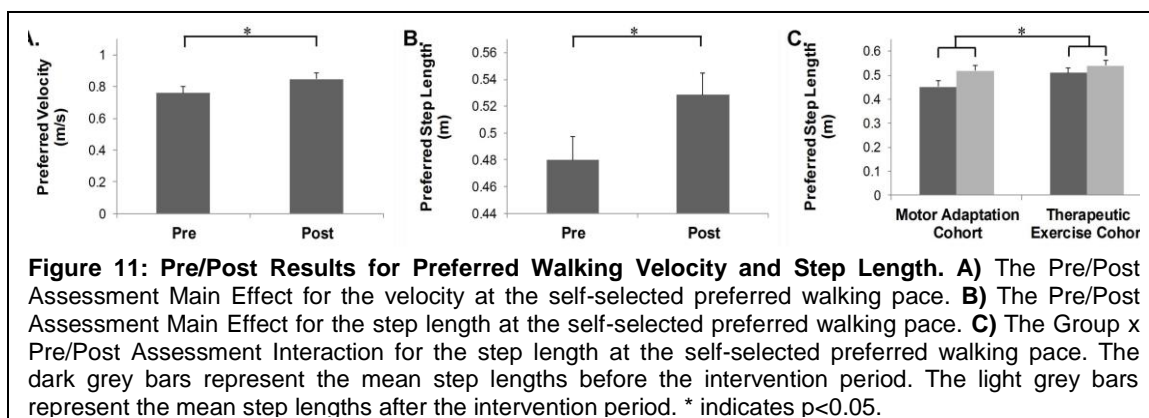 A.
Preferred Velocity
(m/s)
1
0.8
0.6
0.4
0.2
0
*
Pre
Post
B.
Preferred Step Length
(m)
0.56
0.54
0.52
0.5
0.48
0.46
0.44
*
Pre
Post
C.
Preferred Step Length
(m)
0.6
0.5
0.4
0.3
0.2
0.1
0
*
Motor Adaptation
Cohort
Therapeutic
Exercise Cohor
Figure 11: Pre/Post Results for Preferred Walking Velocity and Step Length. A) The Pre/Post
Assessment Main Effect for the velocity at the self-selected preferred walking pace. B) The Pre/Post
Assessment Main Effect for the step length at the self-selected preferred walking pace. C) The Group x
Pre/Post Assessment Interaction for the step length at the self-selected preferred walking pace. The
dark grey bars represent the mean step lengths before the intervention period. The light grey bars
represent the mean step lengths after the intervention period. * indicates p<0.05.